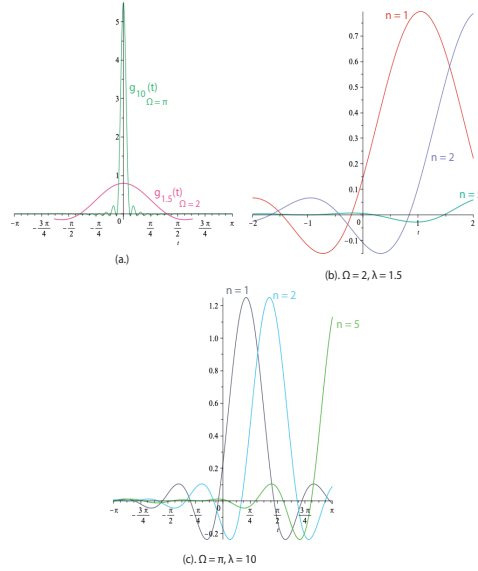 5
4
3
2
1
0
g10(t)
Ω = π
g1.5(t)
Ω = 2
-π
-3π/4
-π/2
-π/4
π/4
π/2
3π/4
π
t
(a.)
n = 1
n = 2
n =
0.7
0.6
0.5
0.4
0.3
0.2
0.1
0
-0.1
-2
-1
1
2
t
(b). Ω = 2, λ = 1.5
n = 1
n = 2
n = 5
1.2
1.0
0.8
0.6
0.4
0.2
0
-0.2
-π
-3π/4
-π/2
-π/4
π/4
π/2
3π/4
π
t
(c). Ω = π, λ = 10